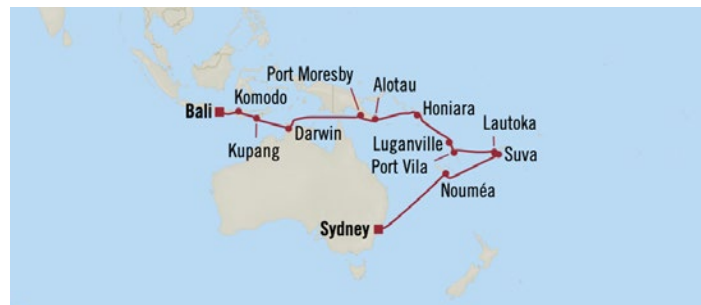 Port Moresby
Alotau
Komodo
Honiara
Bali
Lautoka
Kupang
Darwin
Luganville
Suva
Port Vila
Nouméa
Sydney